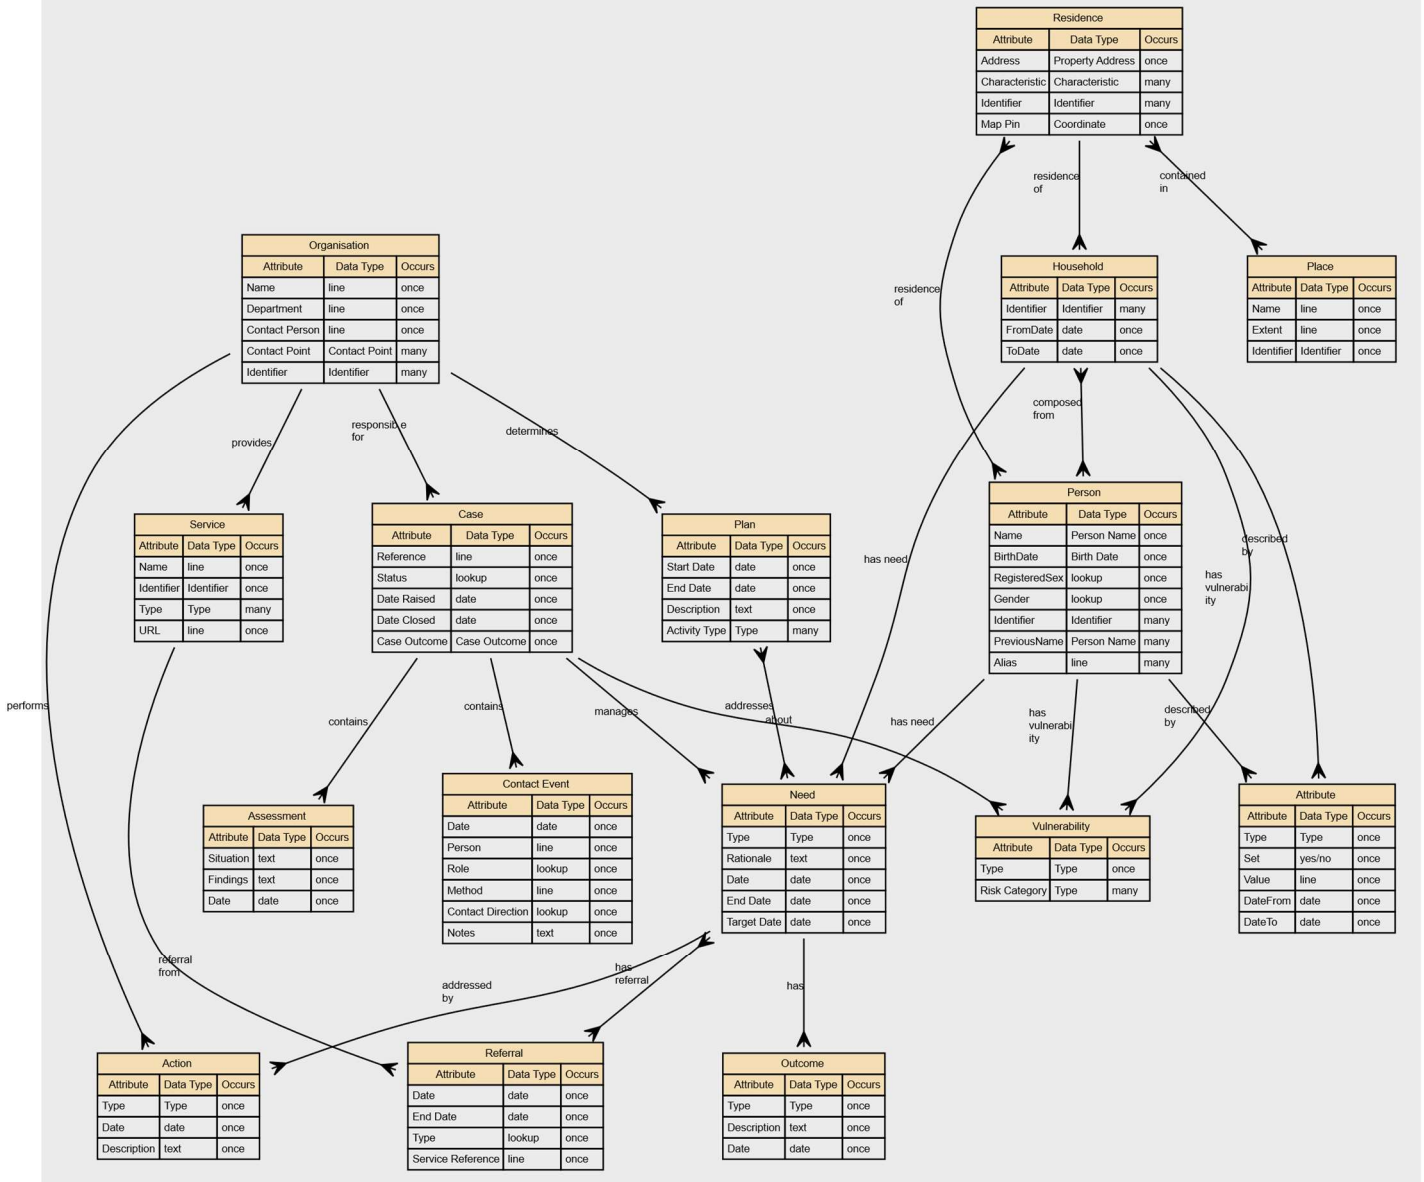 Residence
Attribute Data Type Occurs
Address Property Address once
Characteristic Characteristic many
Identifier Identifier many
Map Pin Coordinate once
residence
of
contained
in
residence
of
Organisation
Attribute Data Type Occurs
Name line once
Department line once
Contact Person line once
Contact Point Contact Point many
Identifier Identifier many
Household
Attribute Data Type Occurs
Identifier Identifier many
FromDate date once
ToDate date once
Place
Attribute Data Type Occurs
Name line once
Extent line once
Identifier Identifier once
provides
responsible
for
determines
composed
from
Service
Attribute Data Type Occurs
Name line once
Identifier Identifier once
Type Type many
URL line once
Case
Attribute Data Type Occurs
Reference line once
Status lookup once
Date Raised date once
Date Closed date once
Case Outcome Case Outcome once
Plan
Attribute Data Type Occurs
Start Date date once
End Date date once
Description text once
Activity Type Type many
has need
Person
Attribute Data Type Occurs
Name Person Name once
BirthDate Birth Date once
RegisteredSex lookup once
Gender lookup once
Identifier Identifier many
PreviousName Person Name many
Alias line many
has
vulnerabi
ity
described
by
performs
contains
contains
manages
addresses
about
has need
has
vulnerabi
ity
described
by
Assessment
Attribute Data Type Occurs
Situation text once
Findings text once
Date date once
Contact Event
Attribute Data Type Occurs
Date date once
Person line once
Role lookup once
Method line once
Contact Direction lookup once
Notes text once
Need
Attribute Data Type Occurs
Type Type once
Rationale text once
Date date once
End Date date once
Target Date date once
Vulnerability
Attribute Data Type Occurs
Type Type once
Risk Category Type many
Attribute
Attribute Data Type Occurs
Type Type once
Set yes/no once
Value line once
DateFrom date once
DateTo date once
referral
from
addressed
by
has
referral
has
Action
Attribute Data Type Occurs
Type Type once
Date date once
Description text once
Referral
Attribute Data Type Occurs
Date date once
End Date date once
Type lookup once
Service Reference line once
Outcome
Attribute Data Type Occurs
Type Type once
Description text once
Date date once